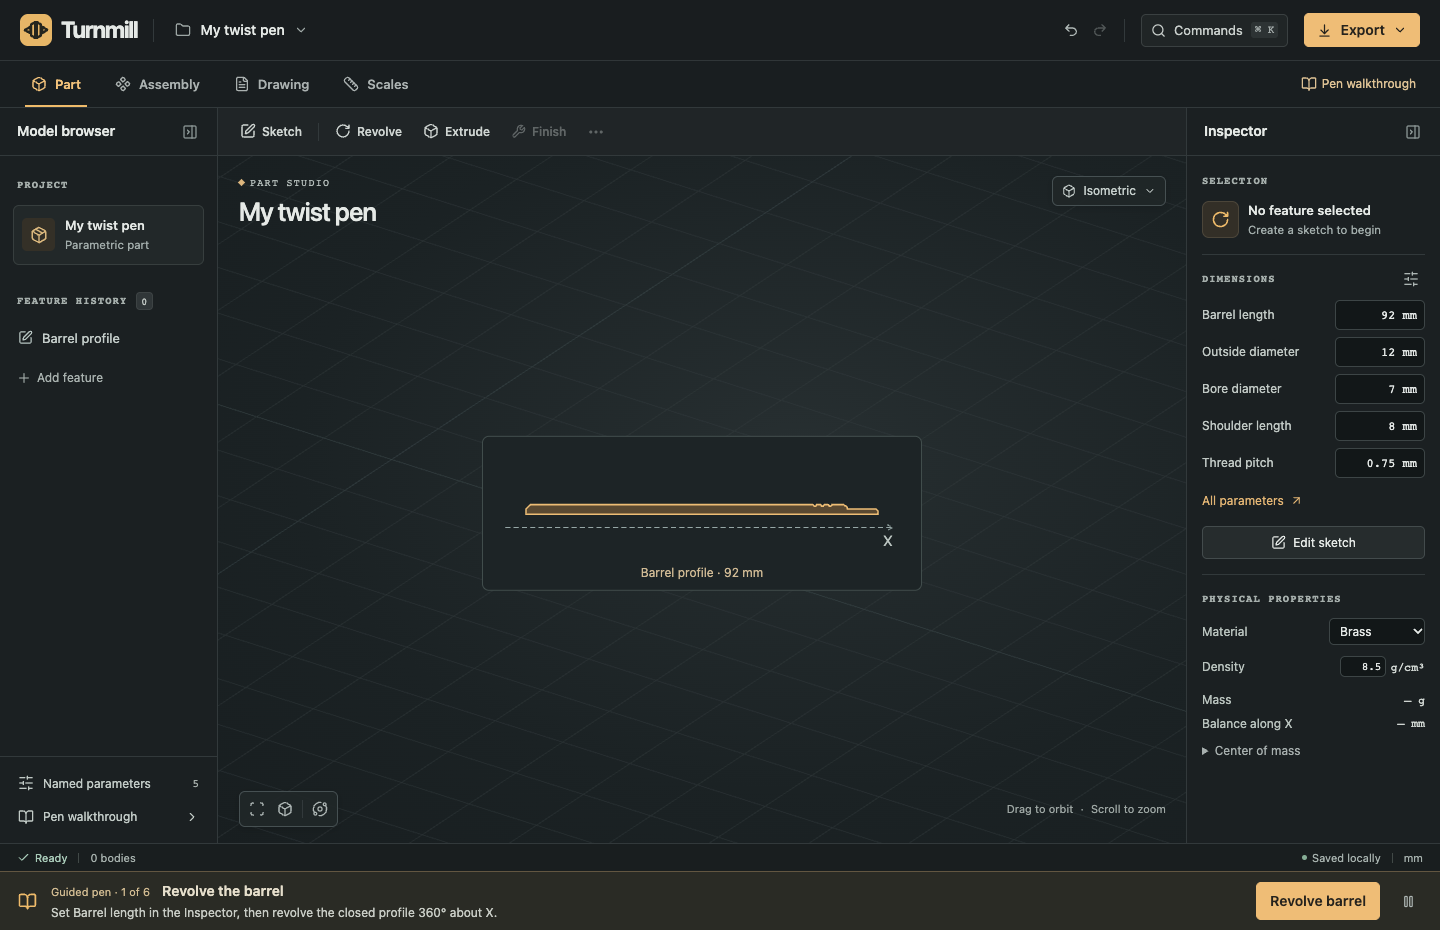 Turnmill
My twist pen
Commands ⌘ K
Export
Part
Assembly
Drawing
Scales
Pen walkthrough
Model browser
Sketch
Revolve
Extrude
Finish
Inspector
PROJECT
My twist pen
Parametric part
FEATURE HISTORY 0
Barrel profile
Add feature
PART STUDIO
My twist pen
Isometric
X
Barrel profile · 92 mm
SELECTION
No feature selected
Create a sketch to begin
DIMENSIONS
Barrel length 92 mm
Outside diameter 12 mm
Bore diameter 7 mm
Shoulder length 8 mm
Thread pitch 0.75 mm
All parameters
Edit sketch
PHYSICAL PROPERTIES
Material Brass
Density 8.5 g/cm³
Mass — g
Balance along X — mm
Center of mass
Named parameters 5
Pen walkthrough
Drag to orbit · Scroll to zoom
Ready
0 bodies
Saved locally
mm
Guided pen · 1 of 6 Revolve the barrel
Set Barrel length in the Inspector, then revolve the closed profile 360° about X.
Revolve barrel